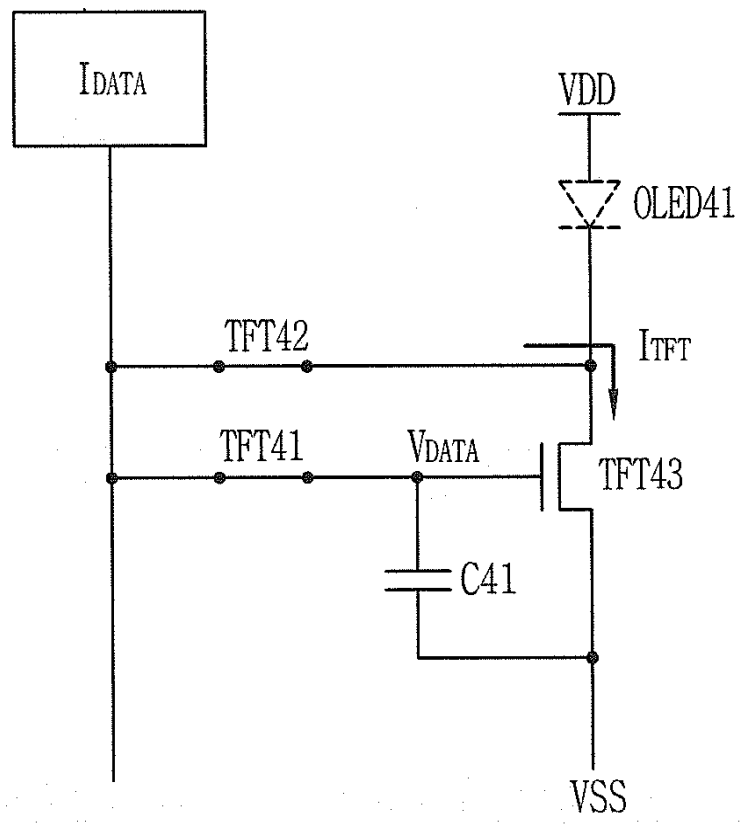 IDATA
VDD
OLED41
TFT42
ITFT
TFT41
VDATA
TFT43
C41
VSS